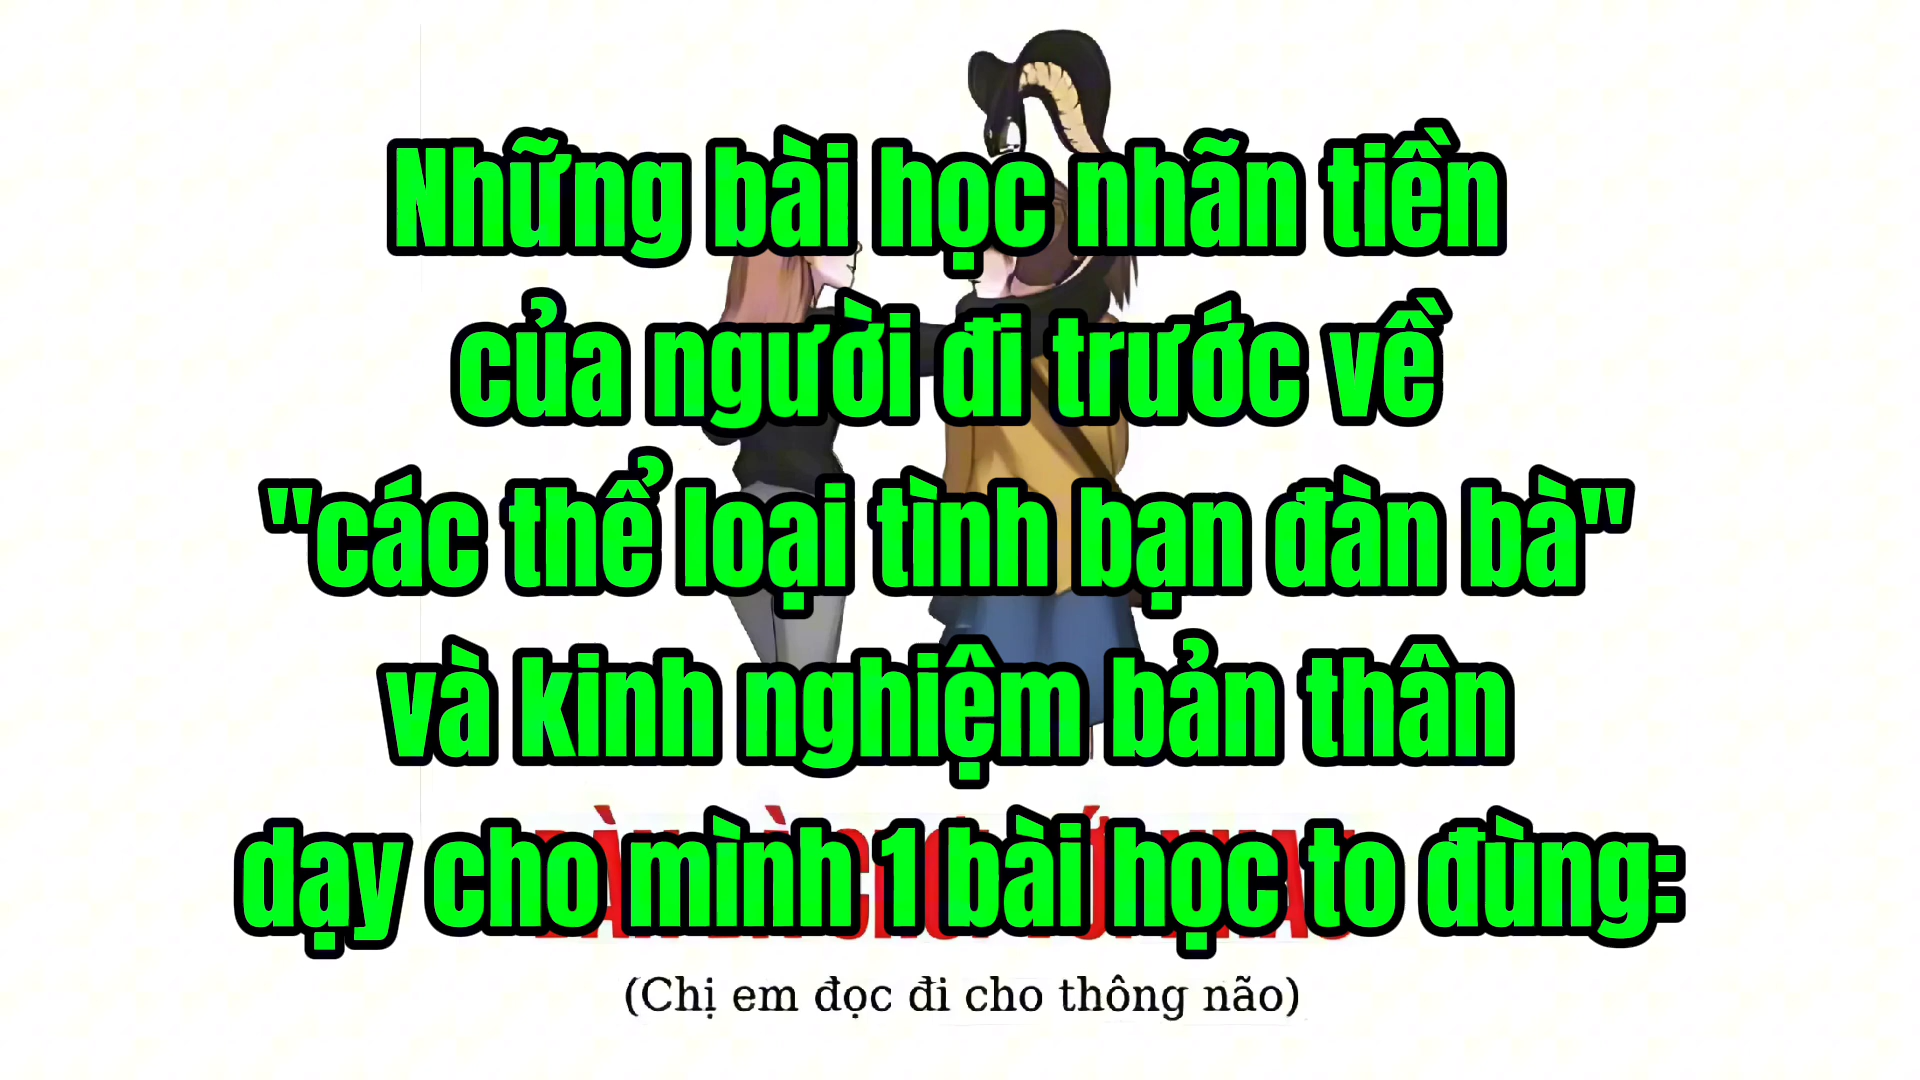 Những bài học nhãn tiền
của người đi trước về
"các thể loại tình bạn đàn bà"
và kinh nghiệm bản thân
dạy cho mình 1 bài học to đùng:
(Chị em đọc đi cho thông não)